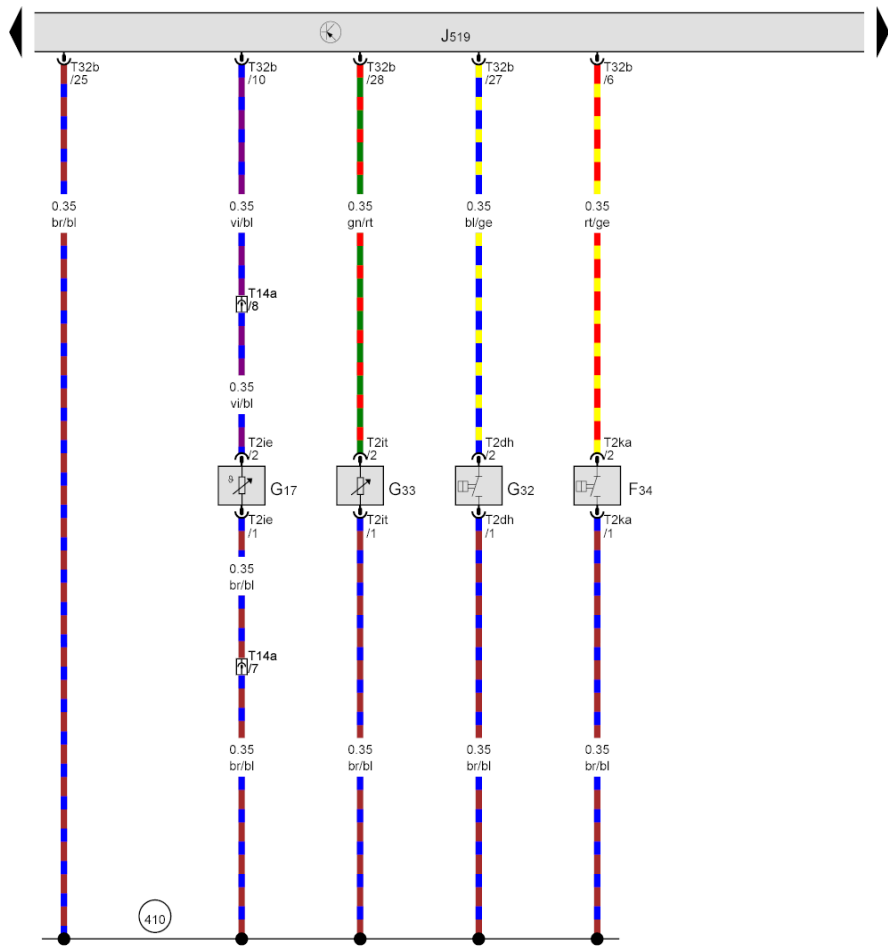 J519
T32b
/25
T32b
/10
T32b
/28
T32b
/27
T32b
/6
0.35
br/bl
0.35
vi/bl
0.35
gn/rt
0.35
bl/ge
0.35
rt/ge
T14a
/8
0.35
vi/bl
T2ie
/2
T2it
/2
T2dh
/2
T2ka
/2
ϑ
G17
G33
G32
F34
T2ie
/1
T2it
/1
T2dh
/1
T2ka
/1
0.35
br/bl
T14a
/7
0.35
br/bl
0.35
br/bl
0.35
br/bl
0.35
br/bl
410